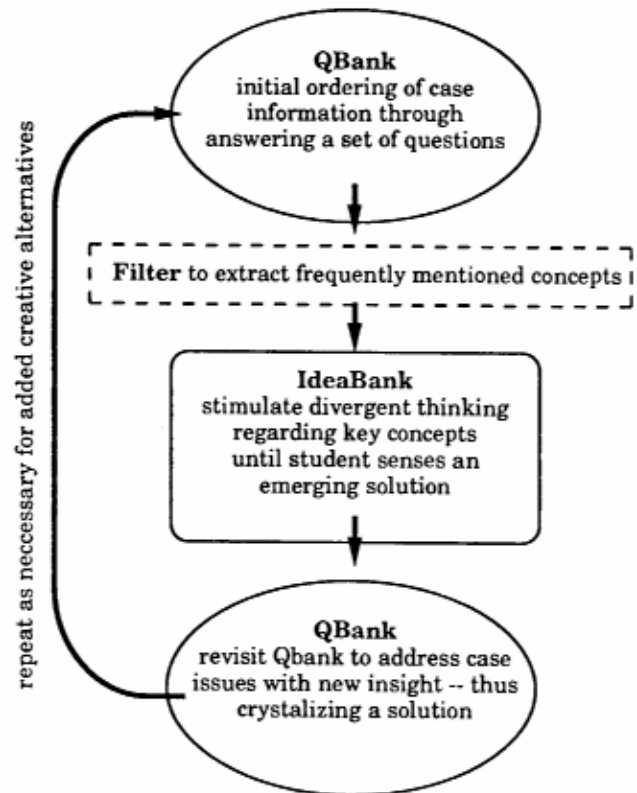 QBank
initial ordering of case
information through
answering a set of questions
Filter to extract frequently mentioned concepts
IdeaBank
stimulate divergent thinking
regarding key concepts
until student senses an
emerging solution
QBank
revisit Qbank to address case
issues with new insight -- thus
crystalizing a solution
repeat as neccessary for added creative alternatives